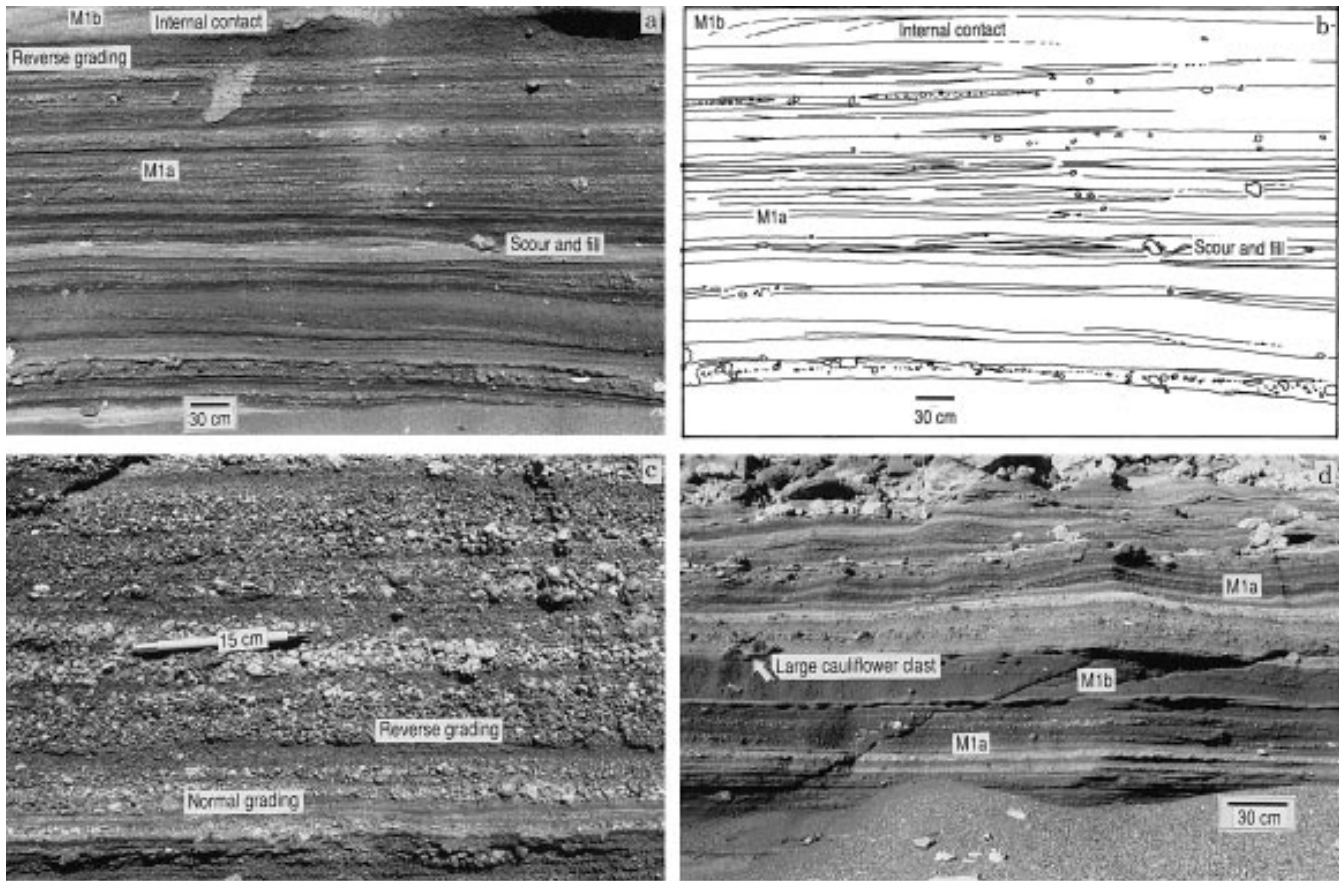 M1b
Internal contact
a
Reverse grading
M1a
Scour and fill
30 cm
M1b
Internal contact
b
M1a
Scour and fill
30 cm
c
15 cm
Reverse grading
Normal grading
d
M1a
Large cauliflower clast
M1b
M1a
30 cm